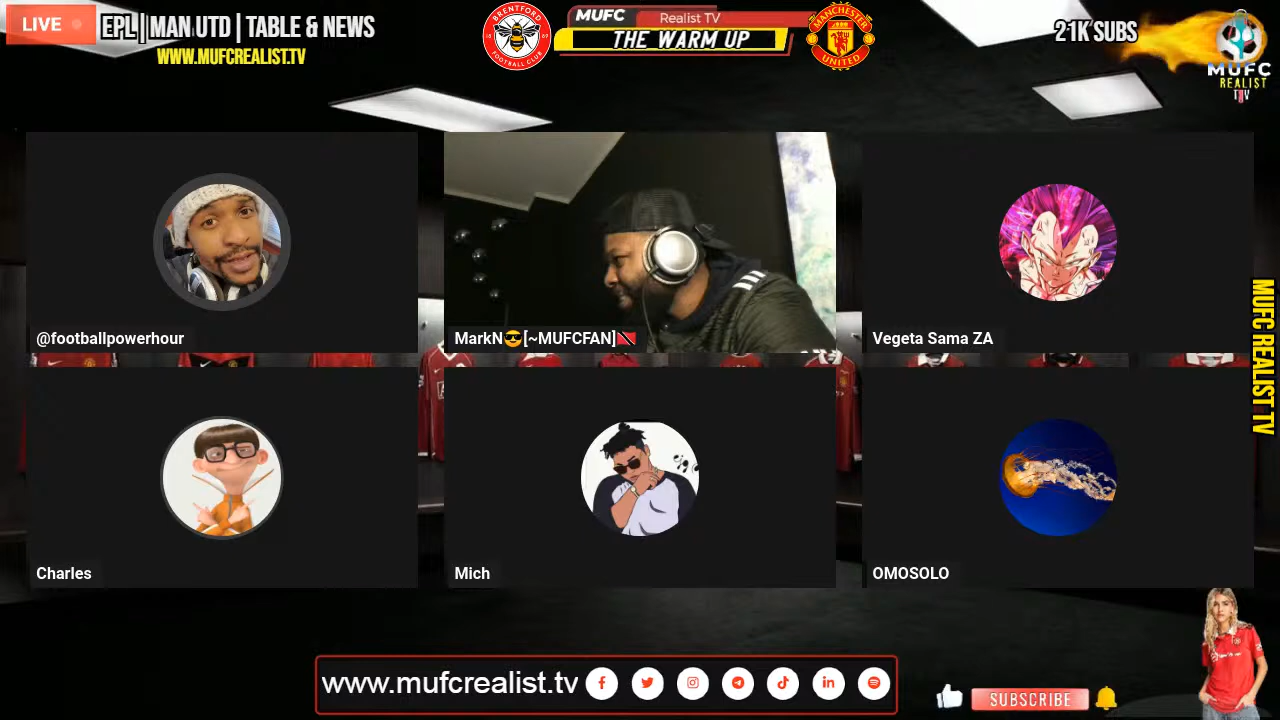 LIVE
EPL | MAN.UTD | TABLE & NEWS
WWW.MUFCREALIST.TV
BRENTFORD
FOOTBALL CLUB
MUFC
Realist TV
THE WARM UP
MANCHESTER
UNITED
21K SUBS
MUFC
REALIST
TV
@footballpowerhour
MarkN😎[~MUFCFAN]🇹🇹
Vegeta Sama ZA
MUFC REALIST TV
Charles
Mich
OMOSOLO
www.mufcrealist.tv
SUBSCRIBE